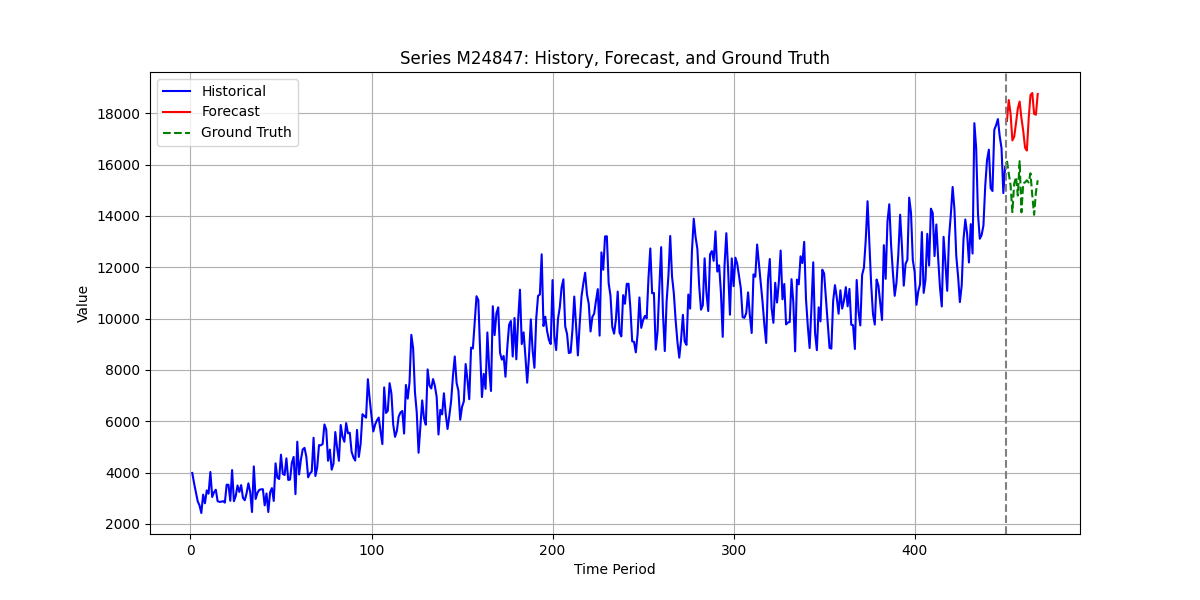 Series M24847: History, Forecast, and Ground Truth
Historical
Forecast
Ground Truth
18000
16000
14000
12000
10000
8000
6000
4000
2000
Value
0 100 200 300 400
Time Period